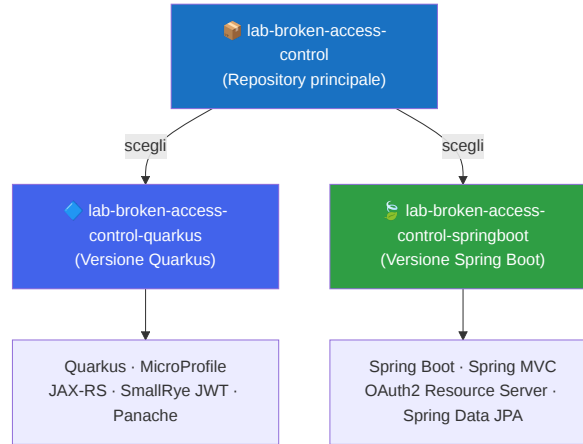 📦 lab-broken-access-
control
(Repository principale)
scegli
scegli
🔷 lab-broken-access-
control-quarkus
(Versione Quarkus)
🍃 lab-broken-access-
control-springboot
(Versione Spring Boot)
Quarkus · MicroProfile
JAX-RS · SmallRye JWT ·
Panache
Spring Boot · Spring MVC
OAuth2 Resource Server ·
Spring Data JPA